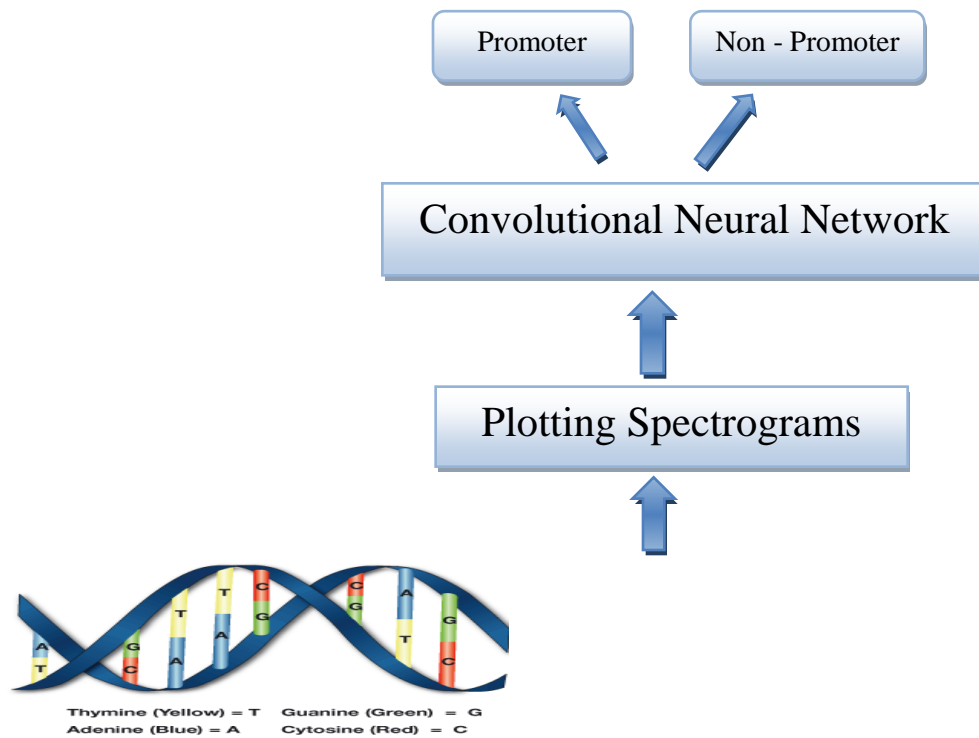 Promoter
Non - Promoter
Convolutional Neural Network
Plotting Spectrograms
A
T
G
C
T
A
T
A
C
G
C
G
A
T
G
C
Thymine (Yellow) = T Guanine (Green) = G
Adenine (Blue) = A Cytosine (Red) = C